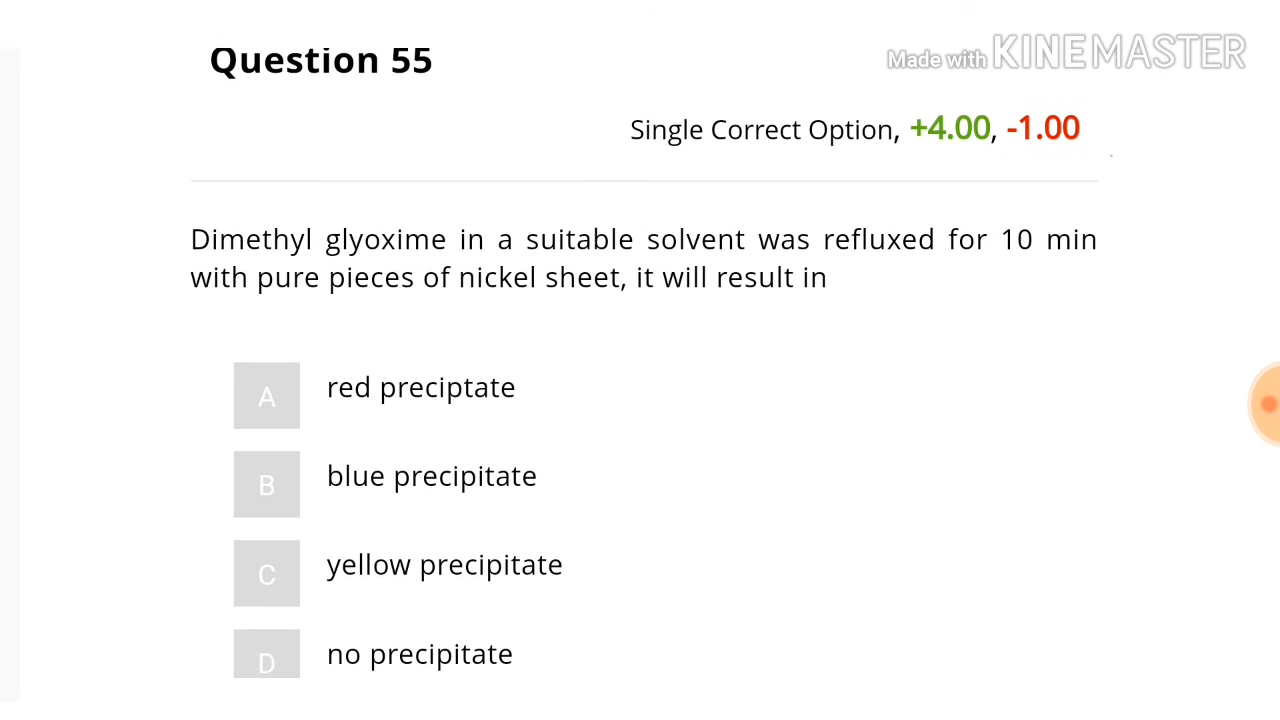 Question 55
Made with KINEMASTER
Single Correct Option, +4.00, -1.00
Dimethyl glyoxime in a suitable solvent was refluxed for 10 min
with pure pieces of nickel sheet, it will result in
A red preciptate
B blue precipitate
C yellow precipitate
D no precipitate